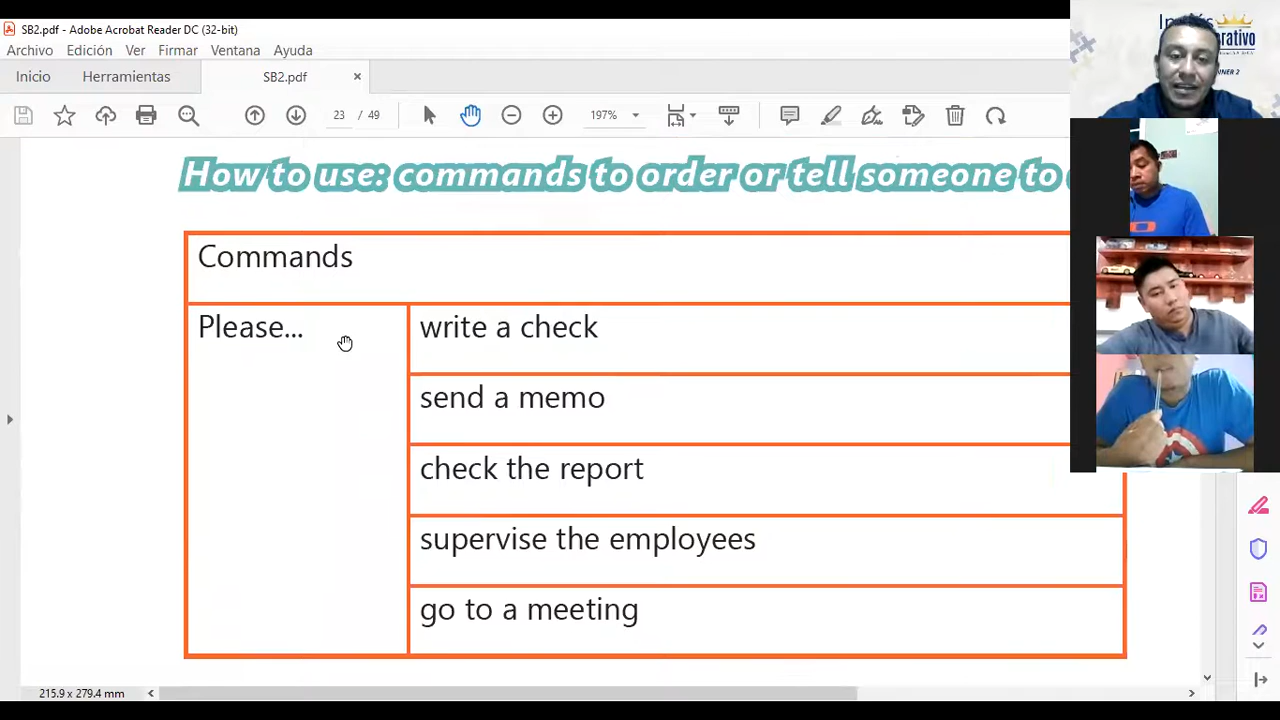 SB2.pdf - Adobe Acrobat Reader DC (32-bit)
Archivo Edición Ver Firmar Ventana Ayuda
Inicio Herramientas SB2.pdf ×
23 / 49 197%
How to use: commands to order or tell someone to
Commands
Please... write a check
send a memo
check the report
supervise the employees
go to a meeting
215.9 x 279.4 mm